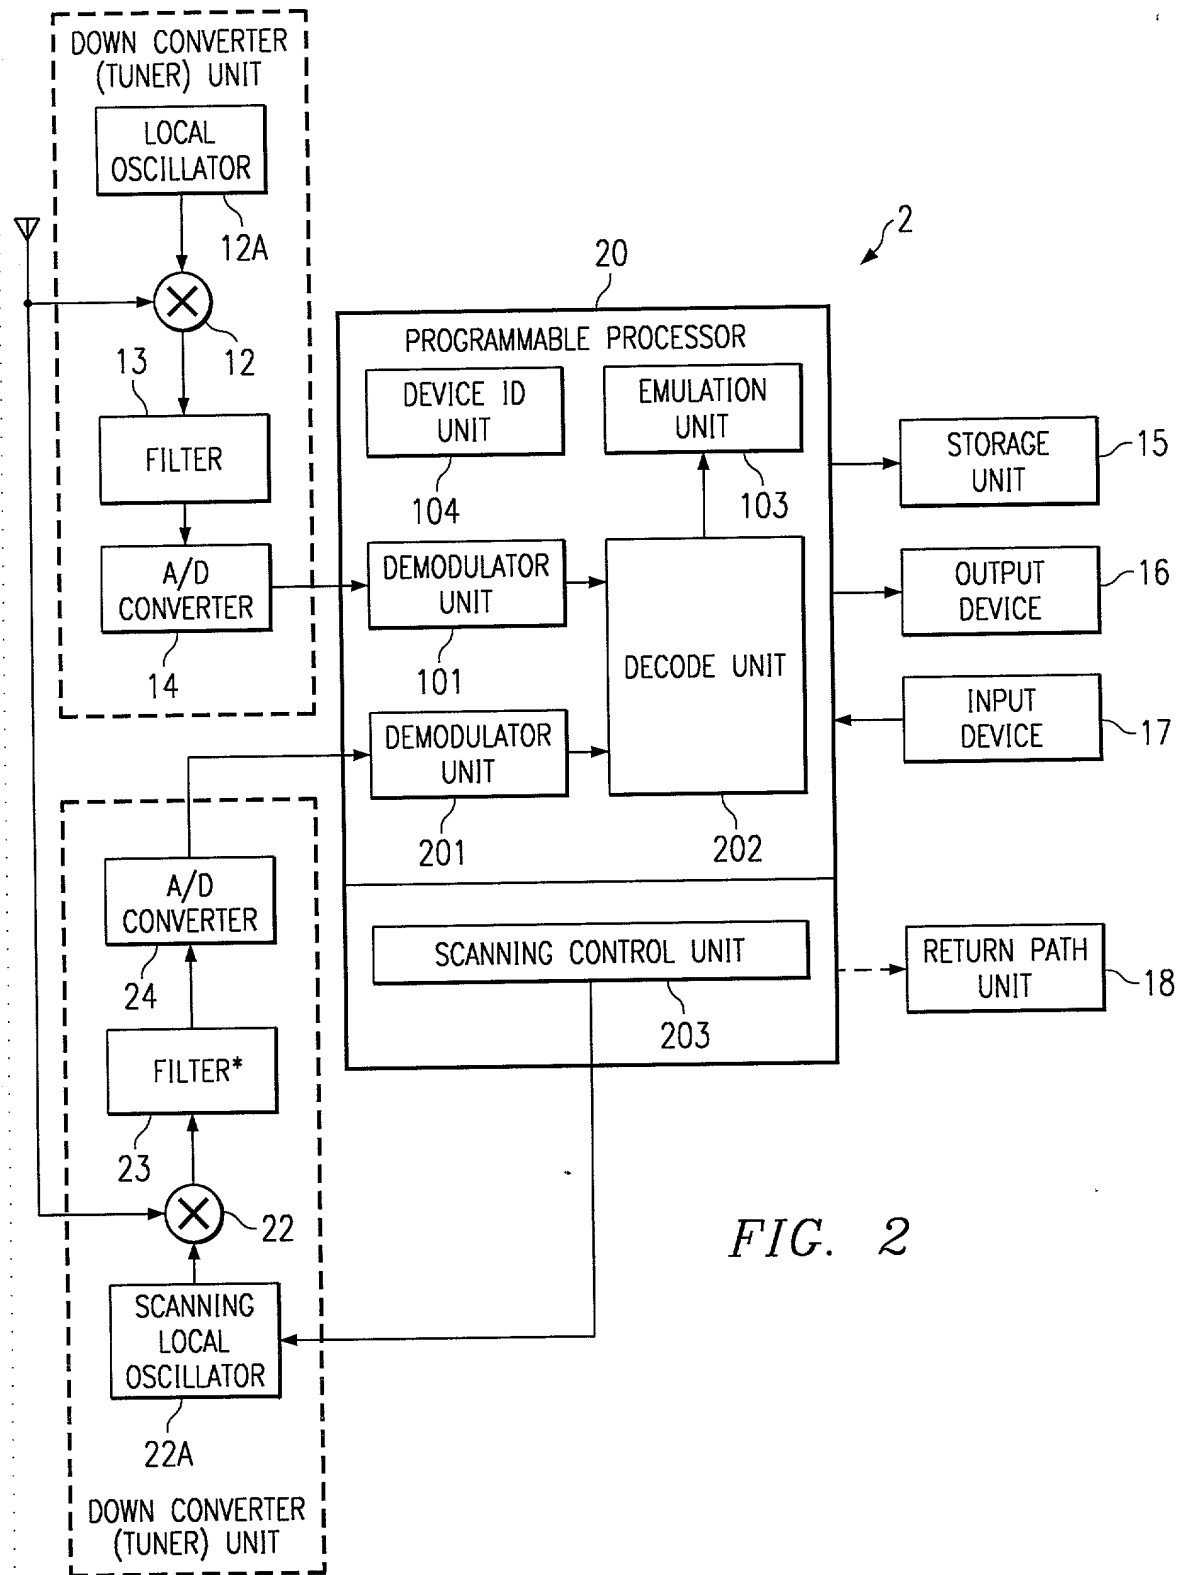 DOWN CONVERTER
(TUNER) UNIT
LOCAL
OSCILLATOR
12A
12
13
FILTER
A/D
CONVERTER
14
2
20
PROGRAMMABLE PROCESSOR
DEVICE ID
UNIT
104
EMULATION
UNIT
103
DEMODULATOR
UNIT
101
DECODE UNIT
202
DEMODULATOR
UNIT
201
SCANNING CONTROL UNIT
203
STORAGE
UNIT
15
OUTPUT
DEVICE
16
INPUT
DEVICE
17
RETURN PATH
UNIT
18
A/D
CONVERTER
24
FILTER*
23
22
SCANNING
LOCAL
OSCILLATOR
22A
DOWN CONVERTER
(TUNER) UNIT
FIG. 2